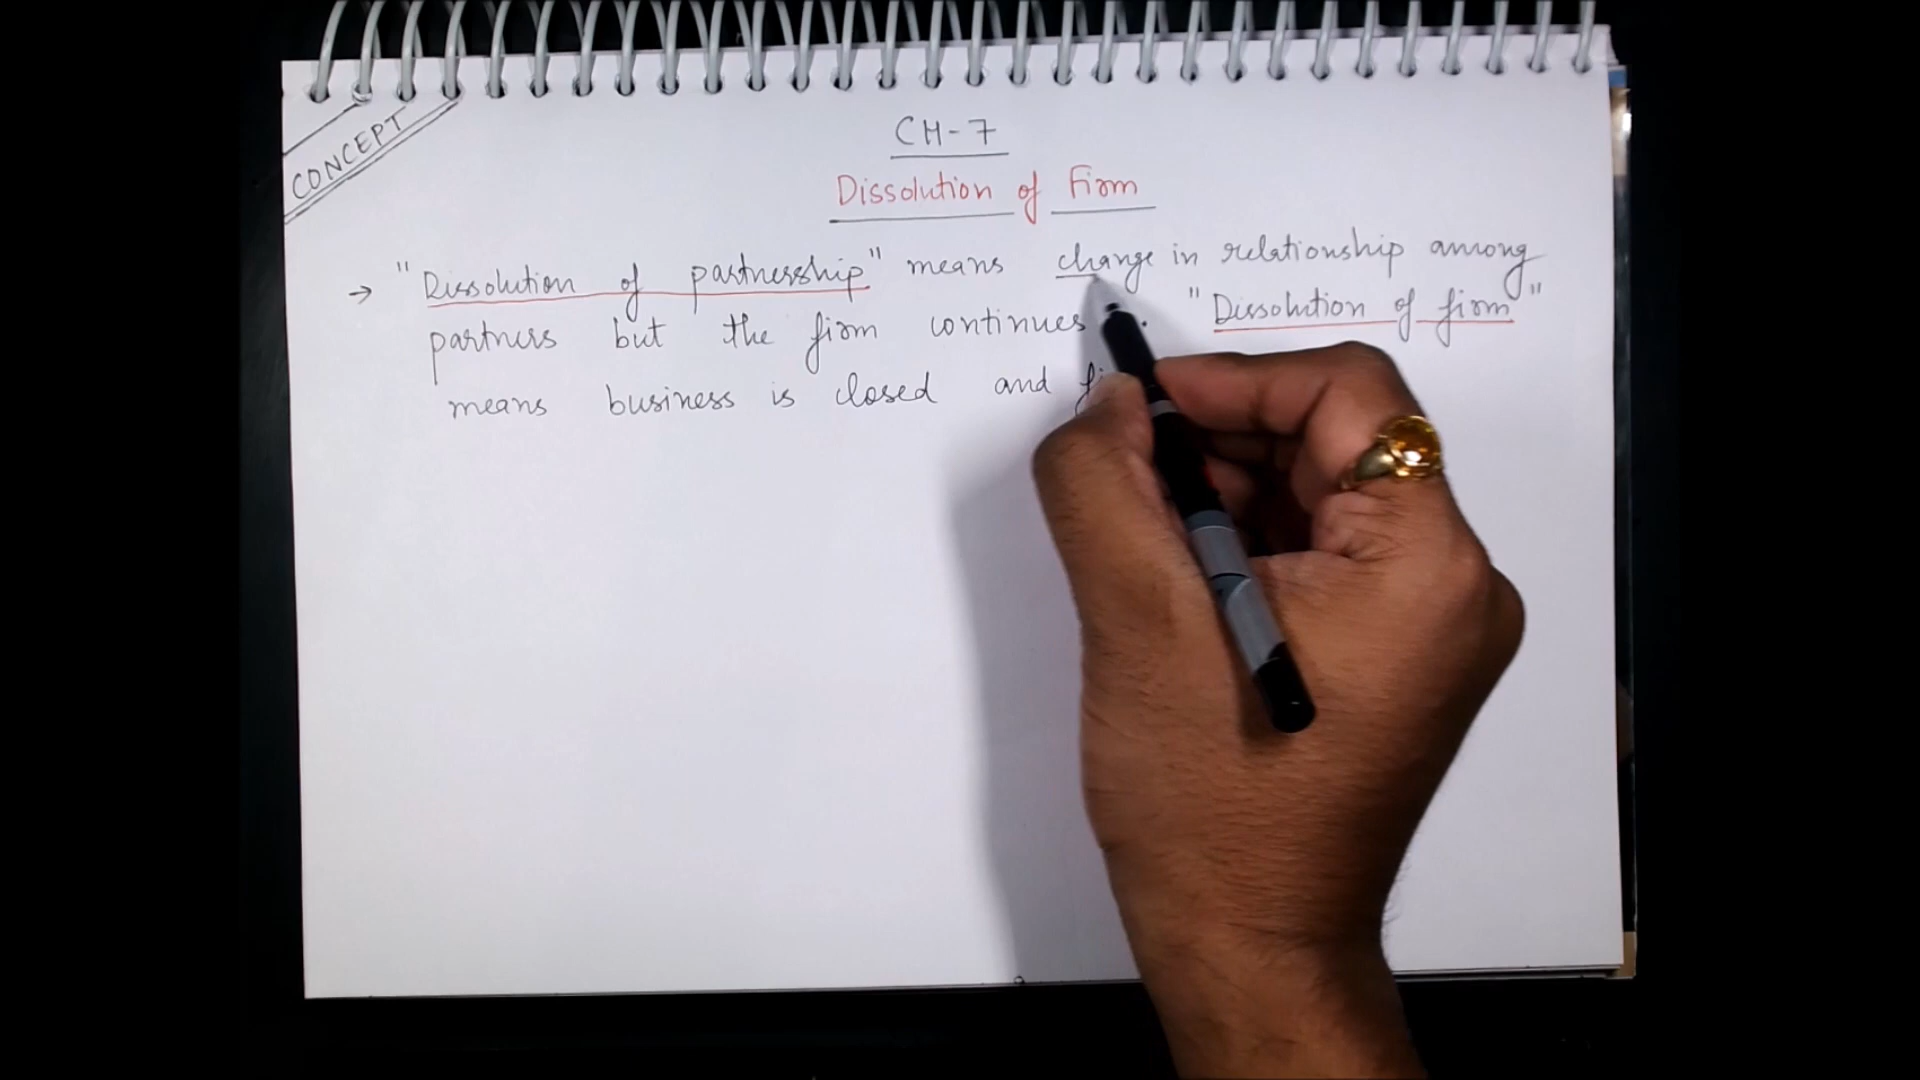 CONCEPT
CH-7
Dissolution of Firm
→ "Dissolution of partnership" means change in relationship among
partners but the firm continues. "Dissolution of firm"
means business is closed and